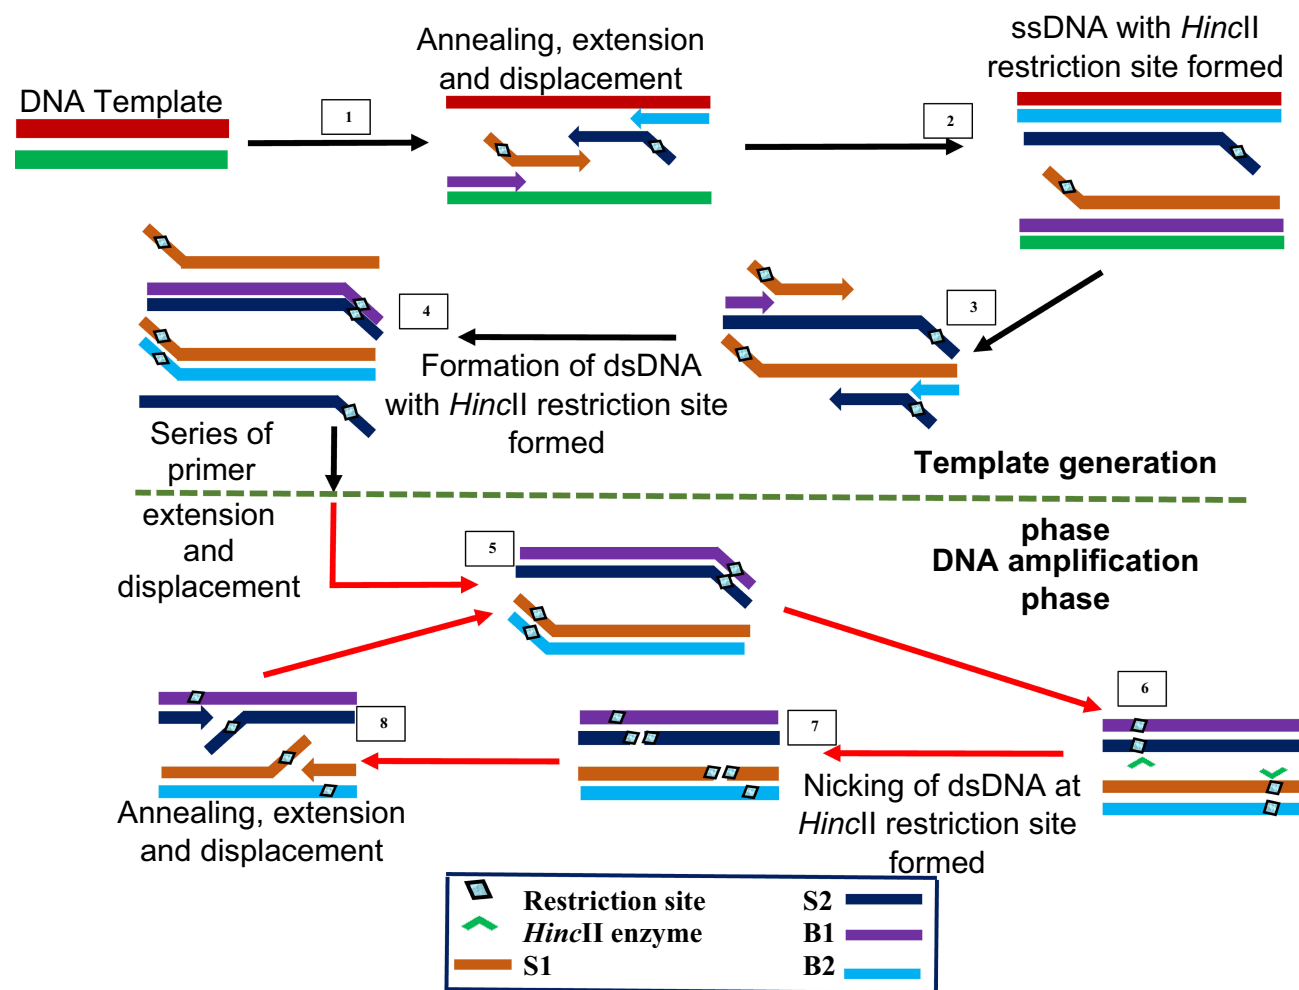 DNA Template
1
Annealing, extension
and displacement
2
ssDNA with HincII
restriction site formed
3
4
Formation of dsDNA
with HincII restriction site
formed
Series of
primer
extension
and
displacement
Template generation
phase
DNA amplification
phase
5
6
7
Nicking of dsDNA at
HincII restriction site
formed
8
Annealing, extension
and displacement
Restriction site
HincII enzyme
S1
S2
B1
B2